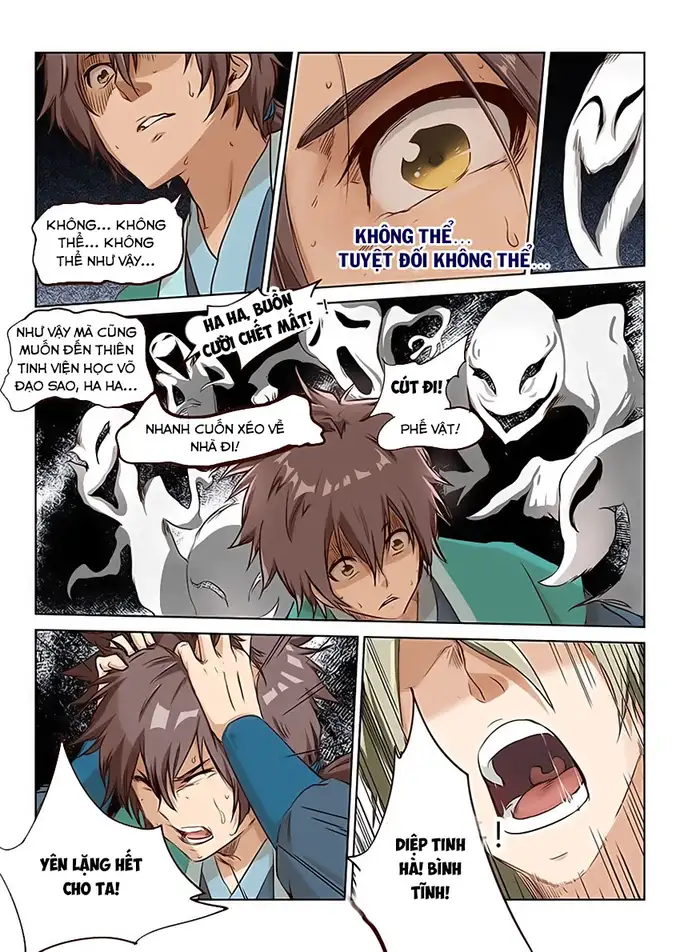 KHÔNG... KHÔNG
THỂ... KHÔNG
THỂ NHƯ VẬY...
KHÔNG THỂ...
TUYỆT ĐỐI KHÔNG THỂ...
NHƯ VẬY MÀ CŨNG
MUỐN ĐẾN THIÊN
TINH VIỆN HỌC VÕ
ĐẠO SAO, HA HA...
HA HA, BUỒN
CƯỜI CHẾT MẤT!
NHANH CUỐN XÉO VỀ
NHÀ ĐI!
CÚT ĐI!
PHẾ VẬT!
YÊN LẶNG HẾT
CHO TA!
DIỆP TINH
HÀ! BÌNH
TĨNH!
!